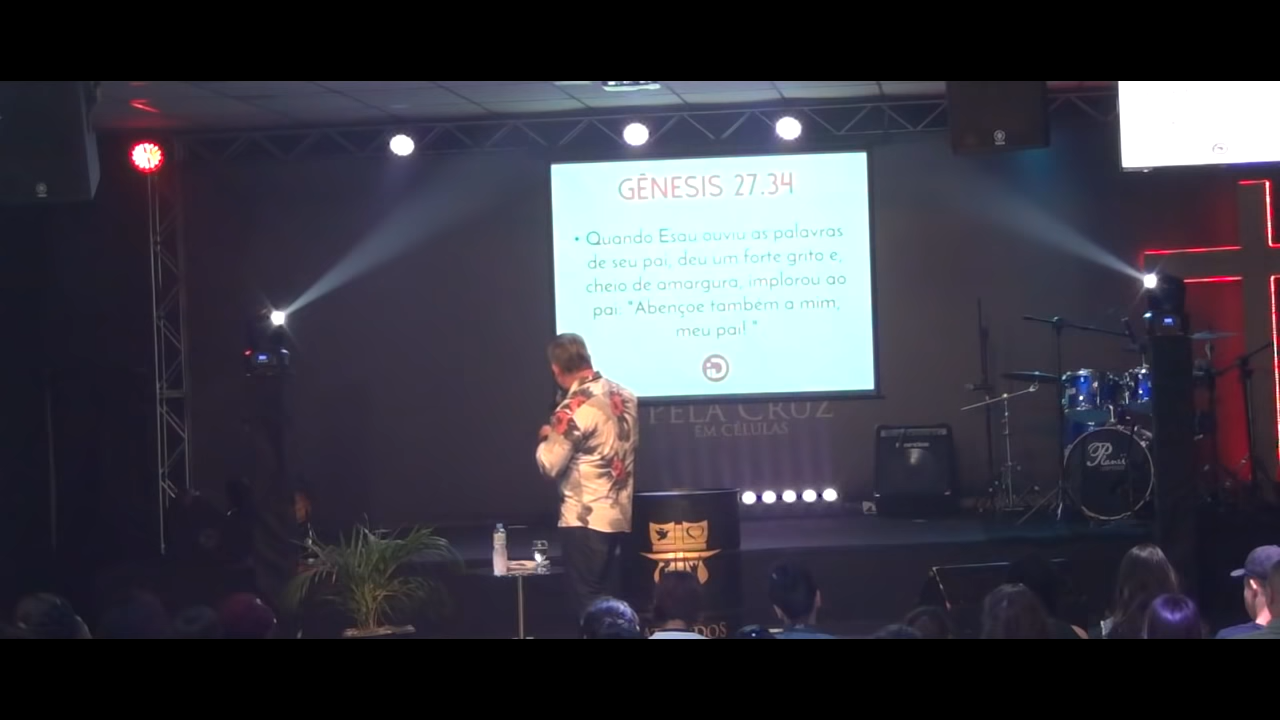 GÊNESIS 27.34
• Quando Esaú ouviu as palavras
de seu pai, deu um forte grito e,
cheio de amargura, implorou ao
pai: "Abençoe também a mim,
meu pai! "
PELA CRUZ
EM CÉLULAS